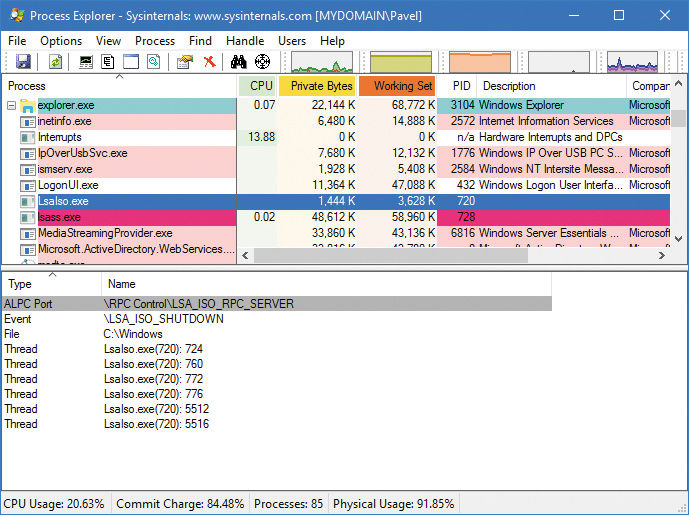 Process Explorer - Sysinternals: www.sysinternals.com [MYDOMAIN\Pavel]
File Options View Process Find Handle Users Help
Process CPU Private Bytes Working Set PID Description Compan
explorer.exe 0.07 22,144 K 68,772 K 3104 Windows Explorer Microsoft
inetinfo.exe 6,480 K 14,888 K 2572 Internet Information Services Microsoft
Interrupts 13.88 0 K 0 K n/a Hardware Interrupts and DPCs
IpOverUsbSvc.exe 7,680 K 12,132 K 1776 Windows IP Over USB PC S... Microsoft
ismserv.exe 1,928 K 5,408 K 2584 Windows NT Intersite Messa... Microsoft
LogonUI.exe 11,364 K 47,088 K 432 Windows Logon User Interfa... Microsoft
LsaIso.exe 1,444 K 3,628 K 720
lsass.exe 0.02 48,612 K 58,960 K 728
MediaStreamingProvider.exe 33,860 K 43,136 K 6816 Windows Server Essentials ... Microsoft
Microsoft.ActiveDirectory.WebServices....
Type Name
ALPC Port \RPC Control\LSA_ISO_RPC_SERVER
Event \LSA_ISO_SHUTDOWN
File C:\Windows
Thread LsaIso.exe(720): 724
Thread LsaIso.exe(720): 760
Thread LsaIso.exe(720): 772
Thread LsaIso.exe(720): 776
Thread LsaIso.exe(720): 5512
Thread LsaIso.exe(720): 5516
CPU Usage: 20.63% Commit Charge: 84.48% Processes: 85 Physical Usage: 91.85%